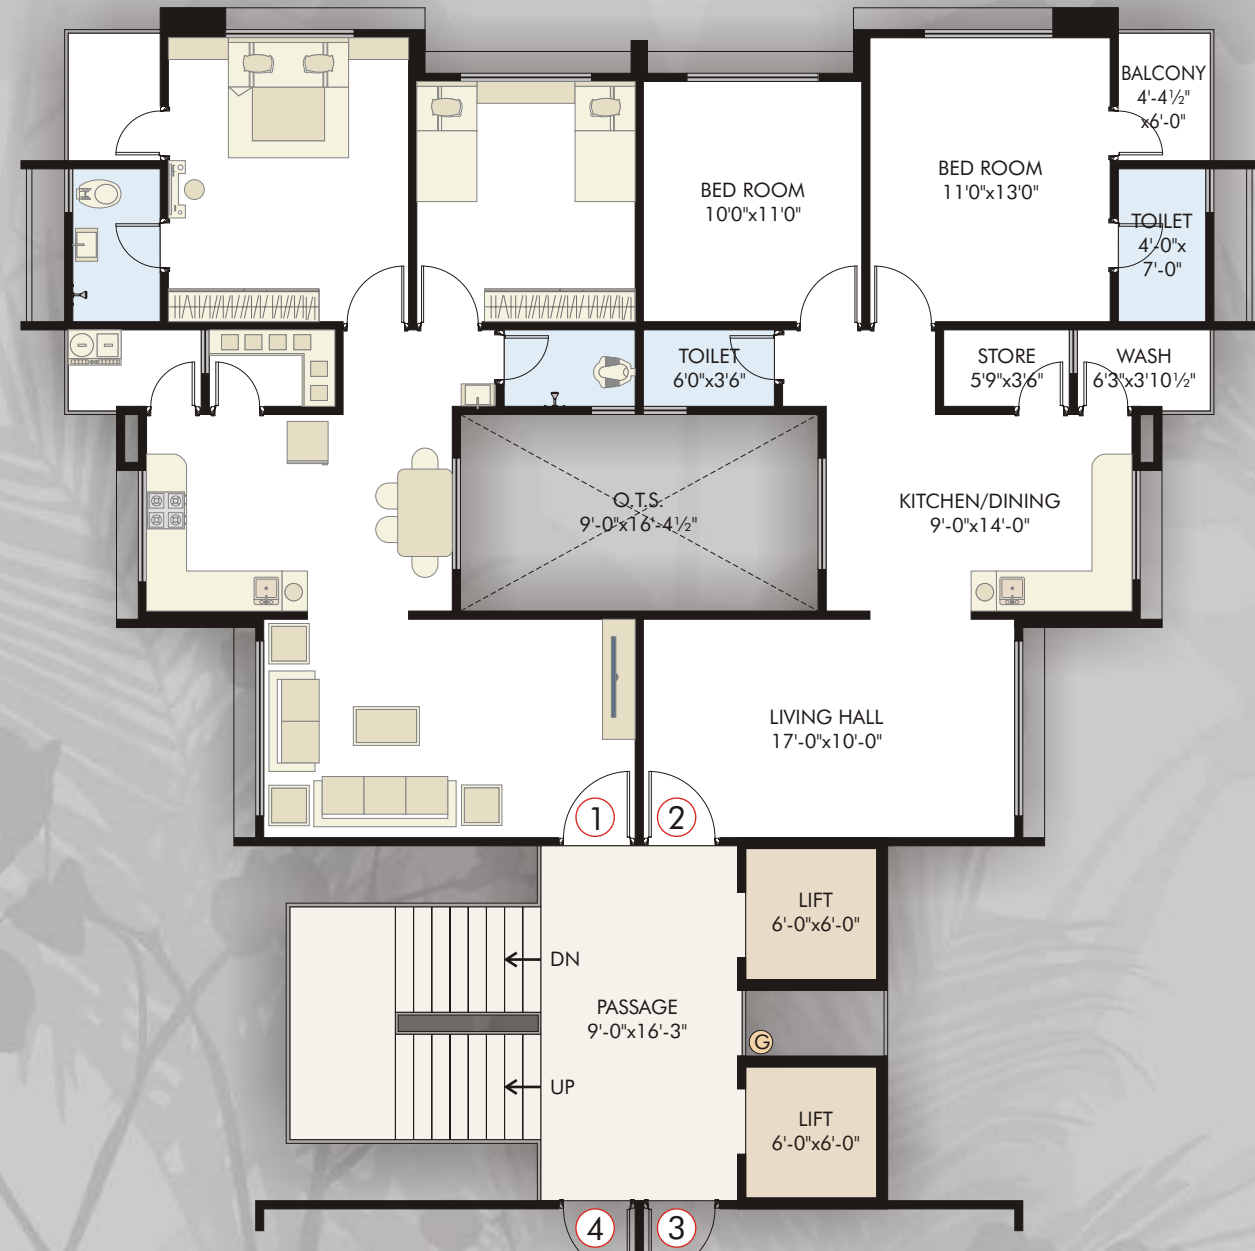 BALCONY
4'-4½"
x6'-0"
BED ROOM
11'0"x13'0"
BED ROOM
10'0"x11'0"
TOILET
4'-0"x
7'-0"
TOILET
6'0"x3'6"
STORE
5'9"x3'6"
WASH
6'3"x3'10½"
O.T.S.
9'-0"x16'-4½"
KITCHEN/DINING
9'-0"x14'-0"
LIVING HALL
17'-0"x10'-0"
1
2
LIFT
6'-0"x6'-0"
DN
PASSAGE
9'-0"x16'-3"
G
UP
LIFT
6'-0"x6'-0"
4
3